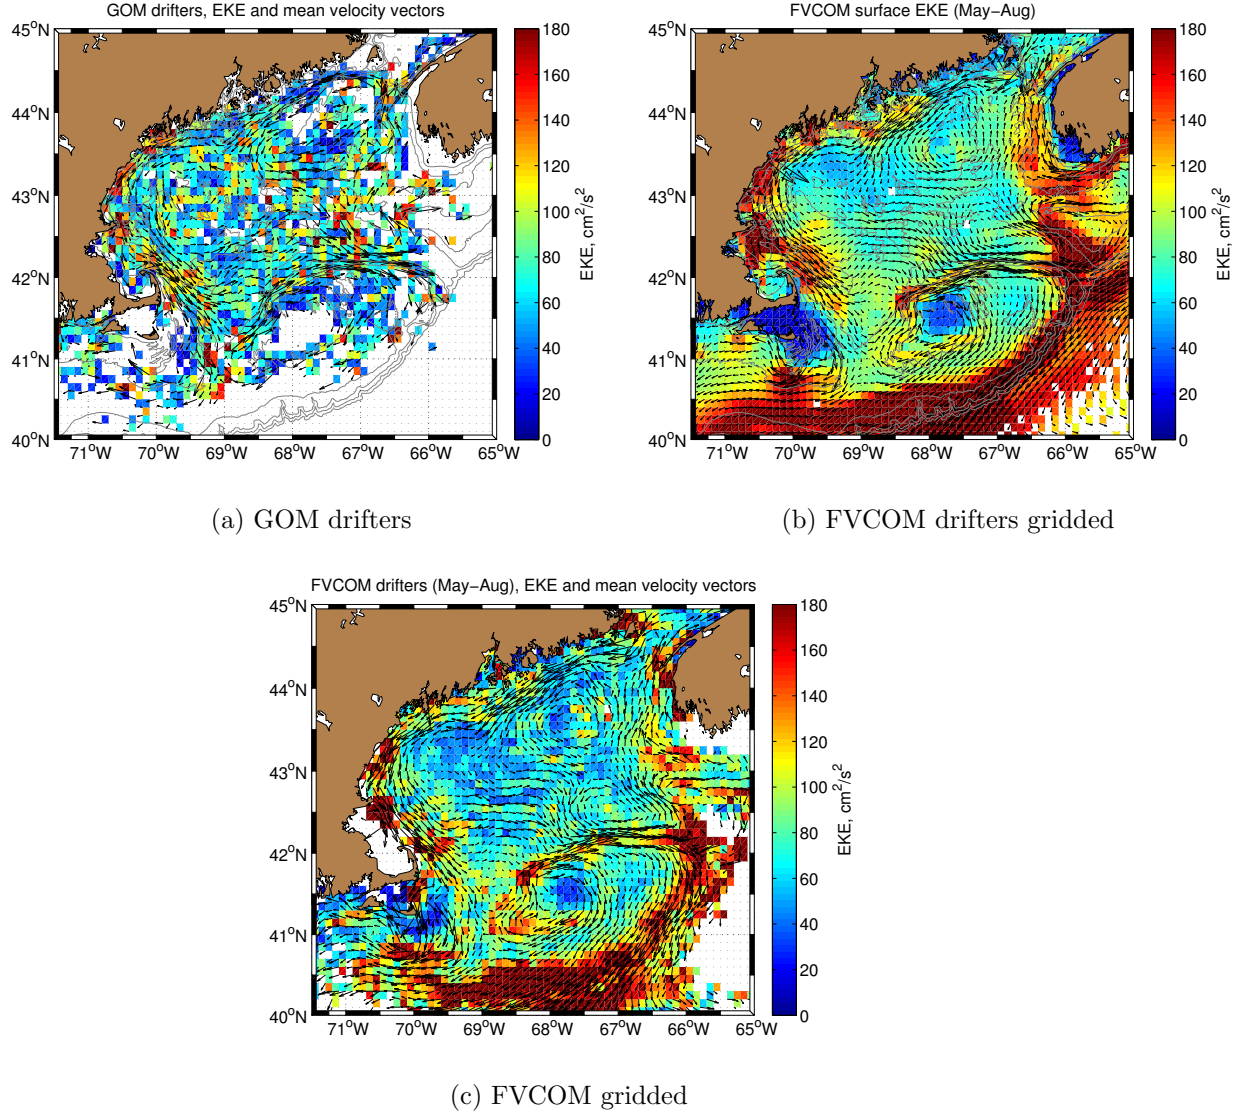 GOM drifters, EKE and mean velocity vectors
45°N
44°N
43°N
42°N
41°N
40°N
71°W 70°W 69°W 68°W 67°W 66°W 65°W
180
160
140
120
100
80
60
40
20
0
EKE, cm²/s²
(a) GOM drifters
FVCOM surface EKE (May−Aug)
45°N
44°N
43°N
42°N
41°N
40°N
71°W 70°W 69°W 68°W 67°W 66°W 65°W
180
160
140
120
100
80
60
40
20
0
EKE, cm²/s²
(b) FVCOM drifters gridded
FVCOM drifters (May−Aug), EKE and mean velocity vectors
45°N
44°N
43°N
42°N
41°N
40°N
71°W 70°W 69°W 68°W 67°W 66°W 65°W
180
160
140
120
100
80
60
40
20
0
EKE, cm²/s²
(c) FVCOM gridded